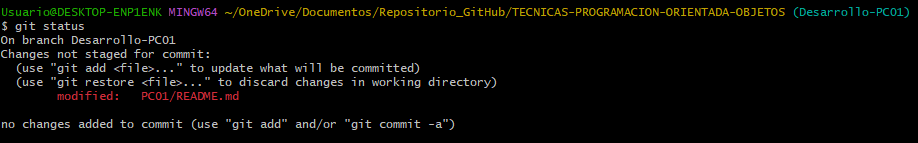 Usuario@DESKTOP-ENP1ENK MINGW64 ~/OneDrive/Documentos/Repositorio_GitHub/TECNICAS-PROGRAMACION-ORIENTADA-OBJETOS (Desarrollo-PC01)
$ git status
On branch Desarrollo-PC01
Changes not staged for commit:
  (use "git add <file>..." to update what will be committed)
  (use "git restore <file>..." to discard changes in working directory)
        modified:   PC01/README.md

no changes added to commit (use "git add" and/or "git commit -a")